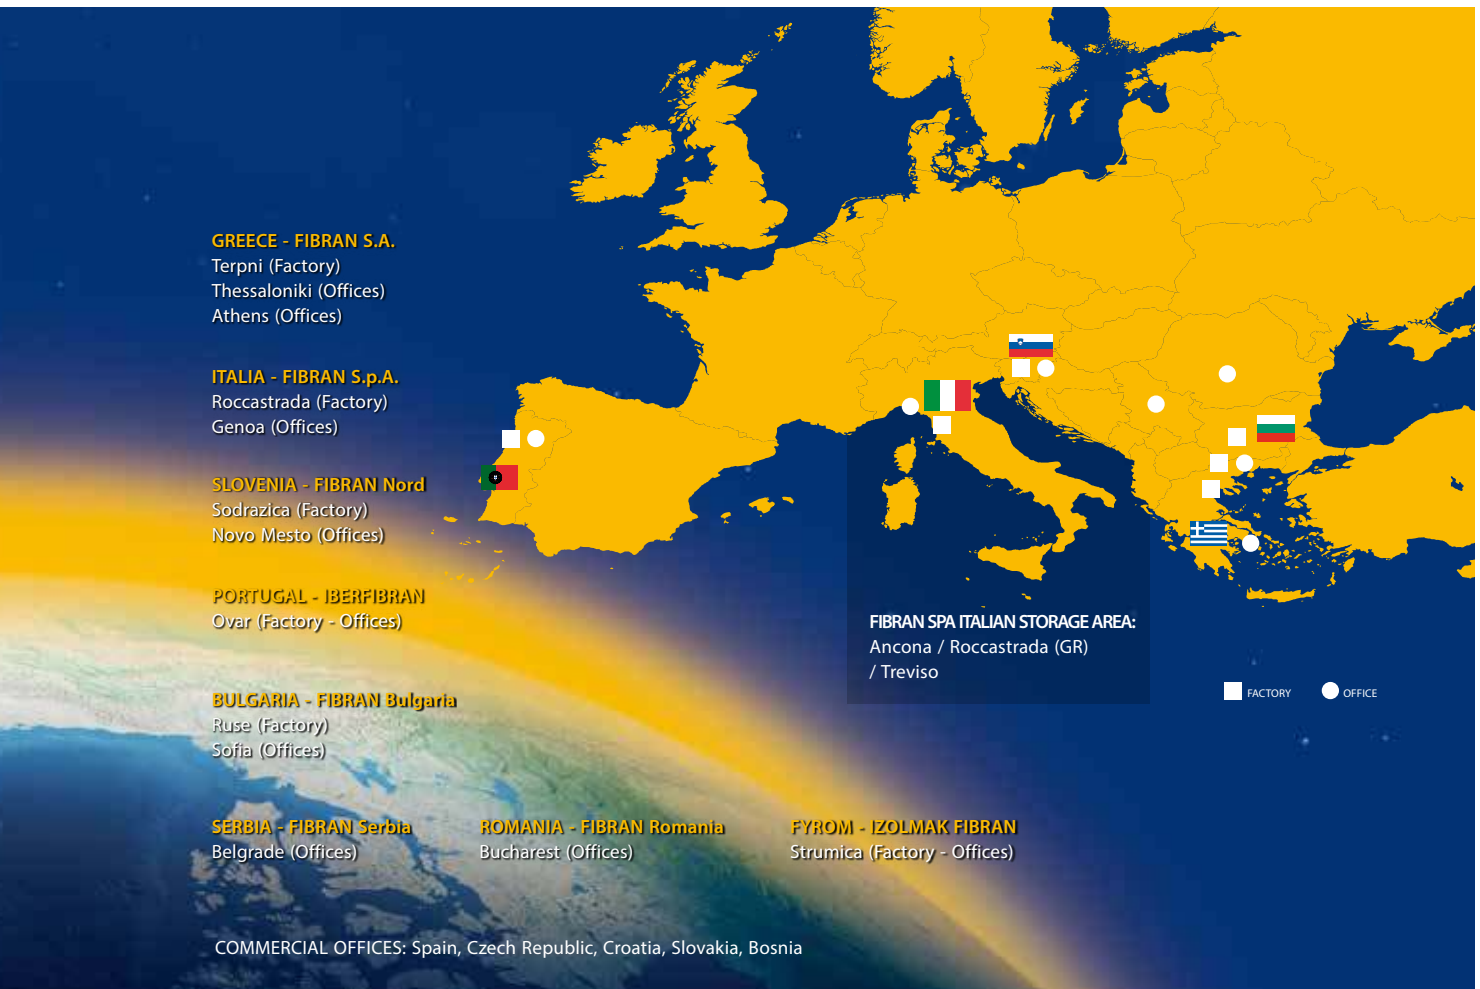 GREECE - FIBRAN S.A.
Terpni (Factory)
Thessaloniki (Offices)
Athens (Offices)
ITALIA - FIBRAN S.p.A.
Roccastrada (Factory)
Genoa (Offices)
SLOVENIA - FIBRAN Nord
Sodrazica (Factory)
Novo Mesto (Offices)
PORTUGAL - IBERFIBRAN
Ovar (Factory - Offices)
BULGARIA - FIBRAN Bulgaria
Ruse (Factory)
Sofia (Offices)
SERBIA - FIBRAN Serbia
Belgrade (Offices)
ROMANIA - FIBRAN Romania
Bucharest (Offices)
FYROM - IZOLMAK FIBRAN
Strumica (Factory - Offices)
COMMERCIAL OFFICES: Spain, Czech Republic, Croatia, Slovakia, Bosnia
FIBRAN SPA ITALIAN STORAGE AREA:
Ancona / Roccastrada (GR)
/ Treviso
FACTORY
OFFICE